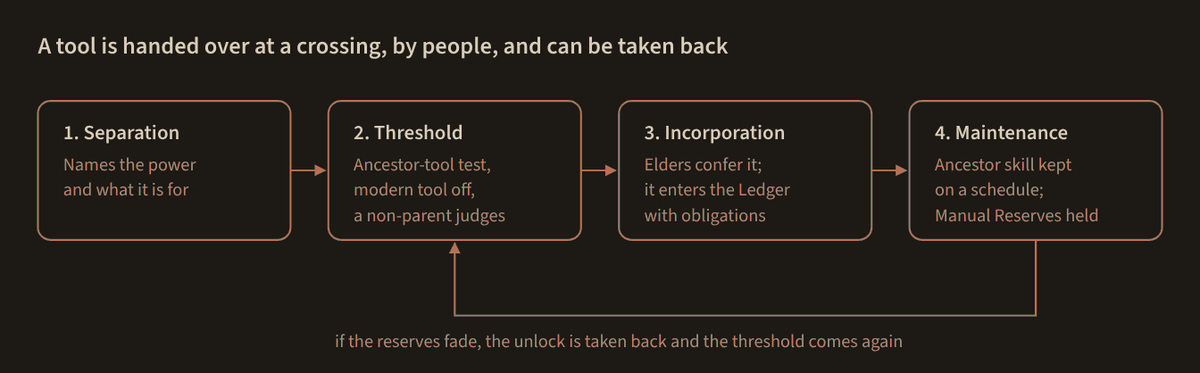 A tool is handed over at a crossing, by people, and can be taken back
1. Separation
Names the power
and what it is for
2. Threshold
Ancestor-tool test,
modern tool off,
a non-parent judges
3. Incorporation
Elders confer it;
it enters the Ledger
with obligations
4. Maintenance
Ancestor skill kept
on a schedule;
Manual Reserves held
if the reserves fade, the unlock is taken back and the threshold comes again